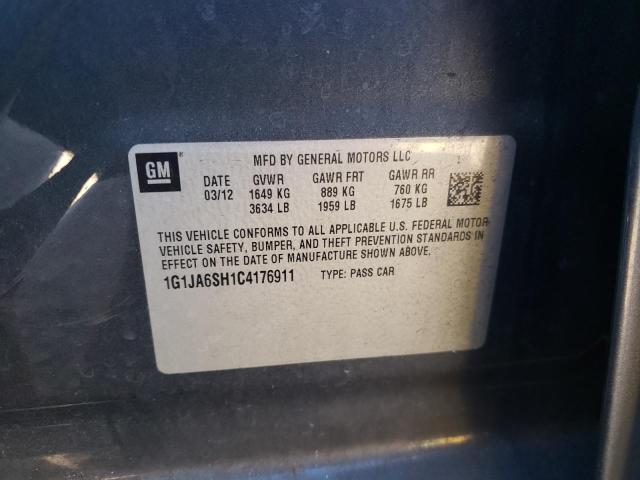 GM
MFD BY GENERAL MOTORS LLC
DATE GVWR GAWR FRT GAWR RR
03/12 1649 KG 889 KG 760 KG
3634 LB 1959 LB 1675 LB
THIS VEHICLE CONFORMS TO ALL APPLICABLE U.S. FEDERAL MOTOR
VEHICLE SAFETY, BUMPER, AND THEFT PREVENTION STANDARDS IN
EFFECT ON THE DATE OF MANUFACTURE SHOWN ABOVE.
1G1JA6SH1C4176911 TYPE: PASS CAR